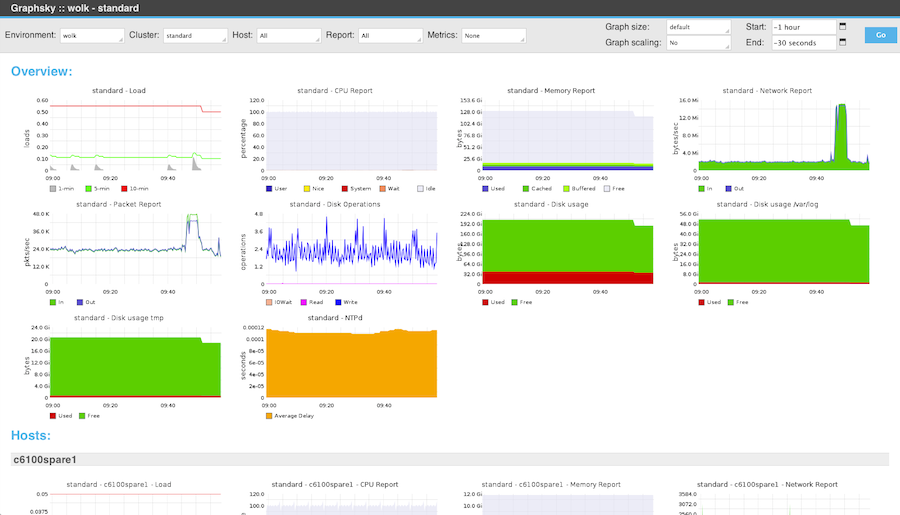 Graphsky :: wolk - standard
Environment: wolk Cluster: standard Host: All Report: All Metrics: None Graph size: default Start: ~1 hour
Graph scaling: No End: ~30 seconds Go
Overview:
standard - Load standard - CPU Report standard - Memory Report standard - Network Report
loads
0.60
0.50
0.40
0.30
0.20
0.10
0
09:00 09:20 09:40
1-min 5-min 10-min
percentage
120.0
100.0
80.0
60.0
40.0
20.0
0
09:00 09:20 09:40
User Nice System Wait Idle
bytes
153.6 Gi
128.0 Gi
102.4 Gi
76.8 Gi
51.2 Gi
25.6 Gi
0
09:00 09:20 09:40
Used Cached Buffered Free
bytes/sec
16.0 Mi
12.0 Mi
8.0 Mi
4.0 Mi
0
09:00 09:20 09:40
In Out
standard - Packet Report standard - Disk Operations standard - Disk usage standard - Disk usage /var/log
pkts/sec
48.0 K
36.0 K
24.0 K
12.0 K
0
09:00 09:20 09:40
In Out
operations
4.8
3.6
2.4
1.2
0
09:00 09:20 09:40
IOWait Read Write
bytes
224.0 Gi
192.0 Gi
160.0 Gi
128.0 Gi
96.0 Gi
64.0 Gi
32.0 Gi
0
09:00 09:20 09:40
Used Free
bytes
56.0 Gi
48.0 Gi
40.0 Gi
32.0 Gi
24.0 Gi
16.0 Gi
8.0 Gi
0
09:00 09:20 09:40
Used Free
standard - Disk usage tmp standard - NTPd
bytes
24.0 Gi
20.0 Gi
16.0 Gi
12.0 Gi
8.0 Gi
4.0 Gi
0
09:00 09:20 09:40
Used Free
seconds
0.00012
0.0001
8e-05
6e-05
4e-05
2e-05
0
09:00 09:20 09:40
Average Delay
Hosts:
c6100spare1
standard - c6100spare1 - Load standard - c6100spare1 - CPU Report standard - c6100spare1 - Memory Report standard - c6100spare1 - Network Report
0.05
0.0375
120.0
100.0
12.0 Gi
10.0 Gi
3584.0
3072.0
2560.0